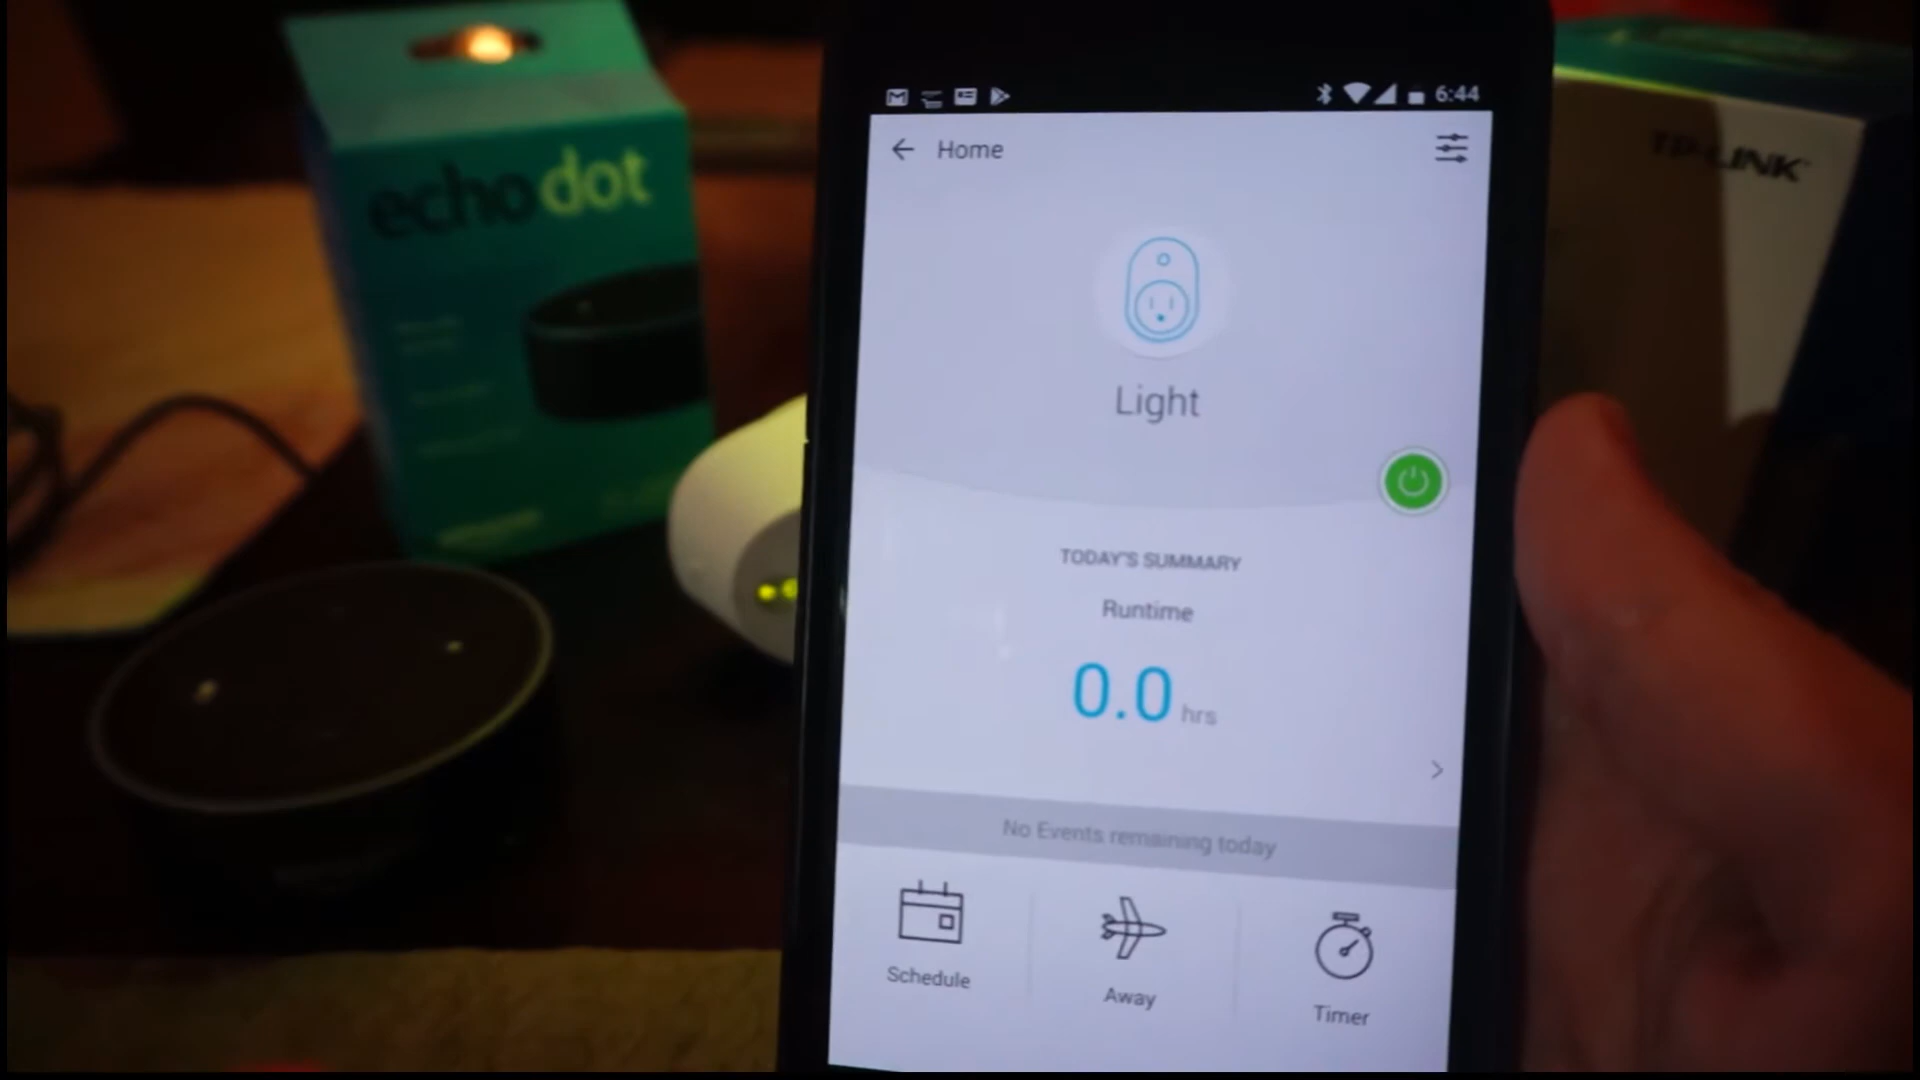 echo dot
6:44
TP-LINK
Home
Light
TODAY'S SUMMARY
Runtime
0.0 hrs
No Events remaining today
Schedule
Away
Timer